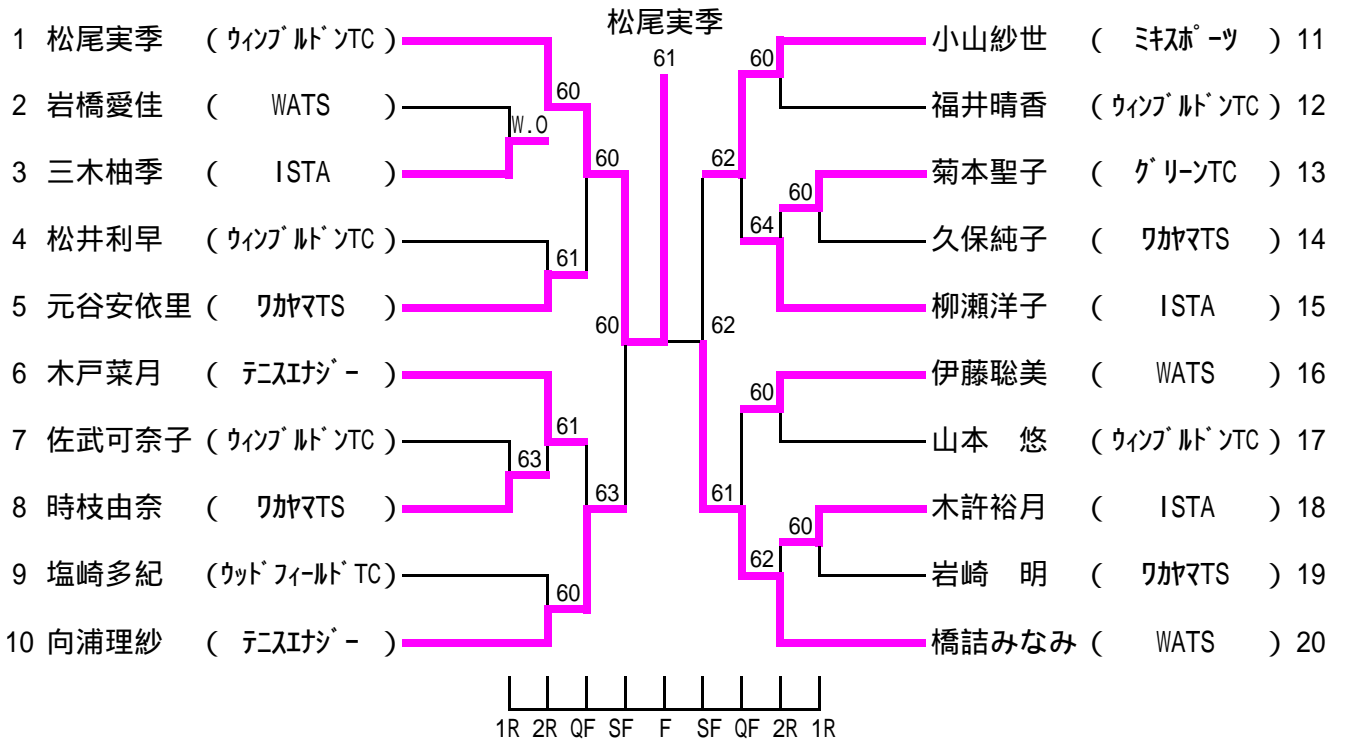 松尾実季
61
1 松尾実季 (ウィンブルドンTC)
60
2 岩橋愛佳 ( WATS )
W.O
60
3 三木柚季 ( ISTA )
4 松井利早 (ウィンブルドンTC)
61
5 元谷安依里 ( ワカヤマTS )
60
6 木戸菜月 ( テニスエナジー )
61
7 佐武可奈子 (ウィンブルドンTC)
63
63
8 時枝由奈 ( ワカヤマTS )
9 塩崎多紀 (ウッドフィールドTC)
60
10 向浦理紗 ( テニスエナジー )
小山紗世 ( ミキスポーツ ) 11
60
福井晴香 (ウィンブルドンTC) 12
62
菊本聖子 ( グリーンTC ) 13
60
64
久保純子 ( ワカヤマTS ) 14
柳瀬洋子 ( ISTA ) 15
62
伊藤聡美 ( WATS ) 16
60
山本 悠 (ウィンブルドンTC) 17
61
木許裕月 ( ISTA ) 18
60
62
岩崎 明 ( ワカヤマTS ) 19
橋詰みなみ ( WATS ) 20
1R 2R QF SF F SF QF 2R 1R